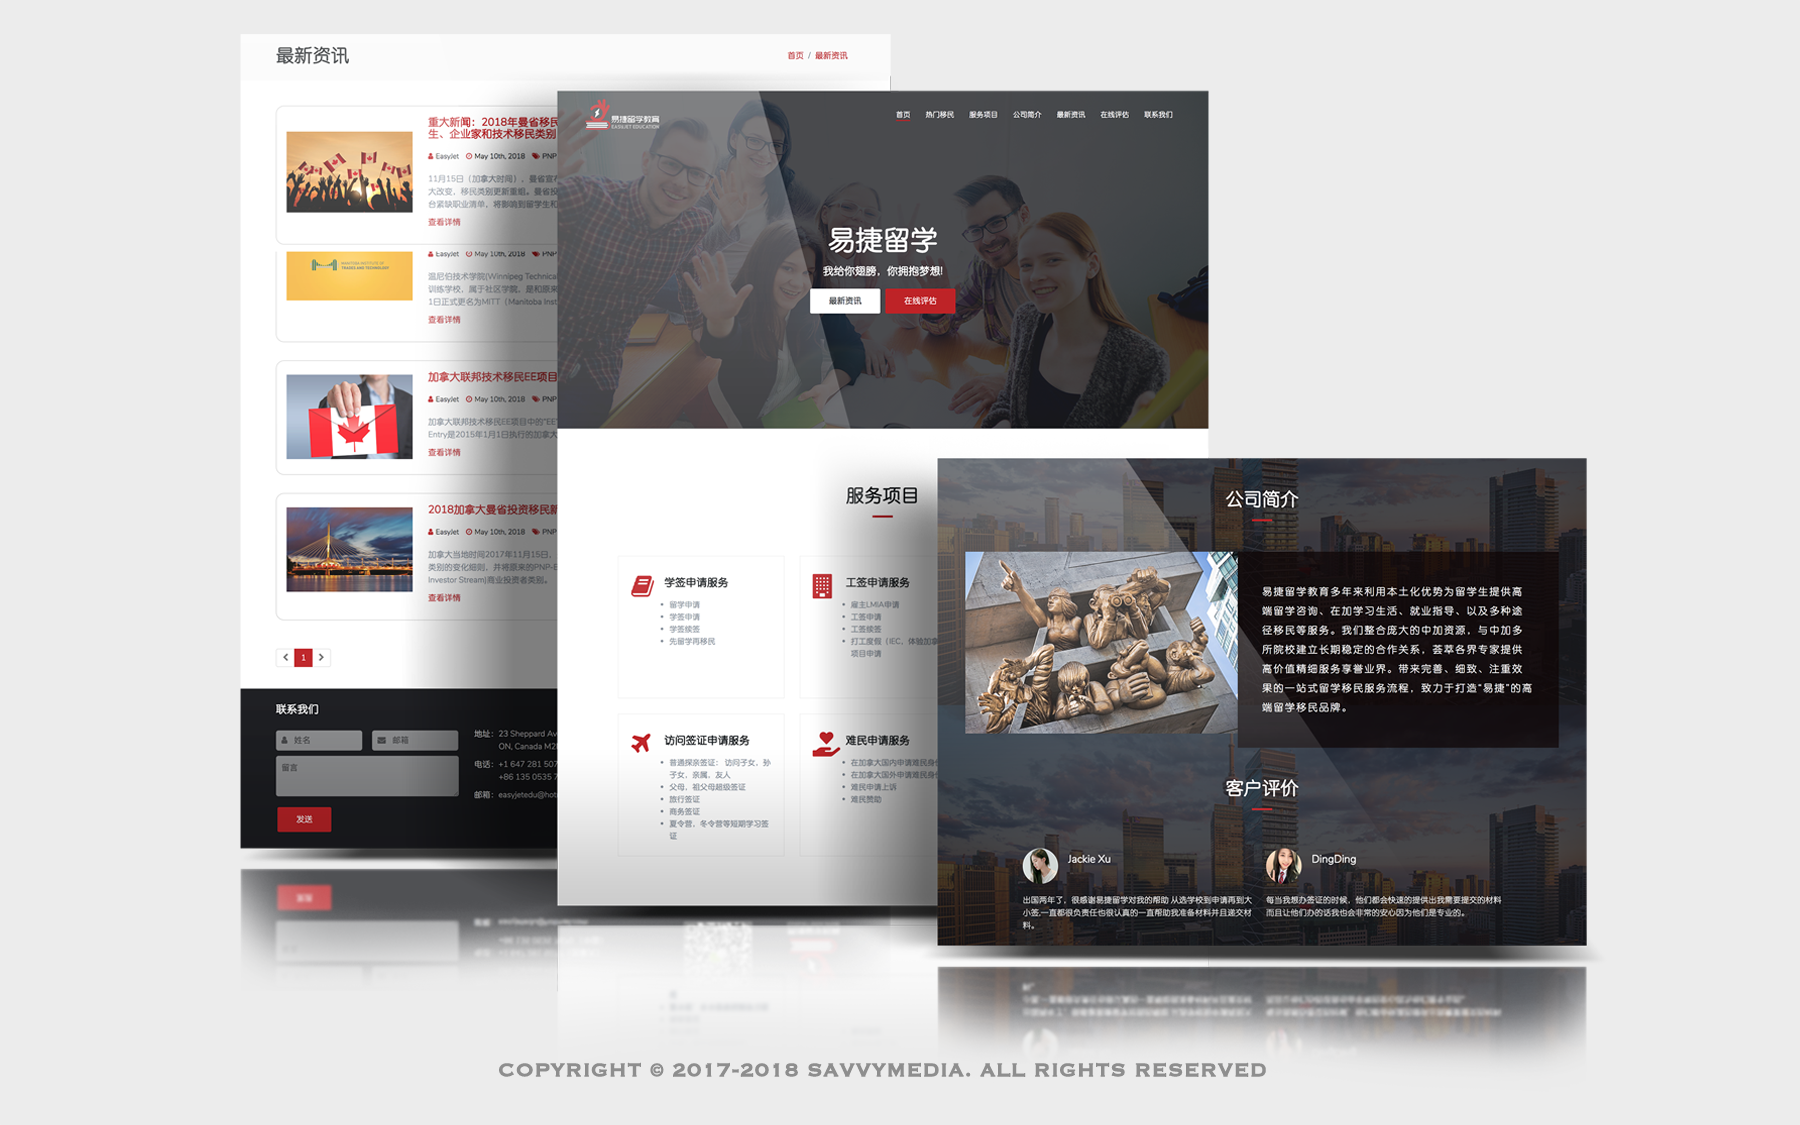 最新资讯
首页 / 最新资讯
重大新闻：2018年曼省移民
生、企业家和技术移民类别
EasyJet May 10th, 2018 PNP
11月15日（加拿大时间），曼省宣
大改变，移民类别更新重组。曼省投
台紧缺职业清单，将影响到留学生和
查看详情
MANITOBA INSTITUTE OF
TRADES AND TECHNOLOGY
EasyJet May 10th, 2018 PNP
温尼伯技术学院(Winnipeg Technica
训练学校，属于社区学院，是和原来
1日正式更名为MITT（Manitoba Inst
查看详情
加拿大联邦技术移民EE项目
EasyJet May 10th, 2018 PNP
加拿大联邦技术移民EE项目中的“EE”
Entry是2015年1月1日执行的加拿大
查看详情
2018加拿大曼省投资移民新
EasyJet May 10th, 2018 PNP
加拿大当地时间2017年11月15日，
类别的变化细则，并将原来的PNP-B
Investor Stream)商业投资者类别。
查看详情
1
联系我们
姓名
邮箱
留言
发送
地址： 23 Sheppard Av
ON, Canada M2
电话： +1 647 281 507
+86 135 0535 7
邮箱： easyjetedu@hot
易捷留学教育
EASYJET EDUCATION
首页 热门移民 服务项目 公司简介 最新资讯 在线评估 联系我们
易捷留学
我给你翅膀，你拥抱梦想!
最新资讯
在线评估
服务项目
学签申请服务
留学申请
学签申请
学签续签
先留学再移民
工签申请服务
雇主LMIA申请
工签申请
工签续签
打工度假（IEC，体验加拿
项目申请
访问签证申请服务
普通探亲签证： 访问子女，孙
子女，亲属，友人
父母，祖父母超级签证
旅行签证
商务签证
夏令营，冬令营等短期学习签
证
难民申请服务
在加拿大国内申请难民身份
在加拿大国外申请难民身份
难民申请上诉
难民赞助
公司简介
易捷留学教育多年来利用本土化优势为留学生提供高
端留学咨询、在加学习生活、就业指导、以及多种途
径移民等服务。我们整合庞大的中加资源，与中加多
所院校建立长期稳定的合作关系，荟萃各界专家提供
高价值精细服务享誉业界。带来完善、细致、注重效
果的一站式留学移民服务流程，致力于打造“易捷”的高
端留学移民品牌。
客户评价
Jackie Xu
出国两年了，很感谢易捷留学对我的帮助 从选学校到申请再到大
小签,一直都很负责任也很认真的一直帮助我准备材料并且递交材
料。
DingDing
每当我想办签证的时候，他们都会快速的提供出我需要提交的材料
而且让他们办的话我也会非常的安心因为他们是专业的。
COPYRIGHT © 2017-2018 SAVVYMEDIA. ALL RIGHTS RESERVED